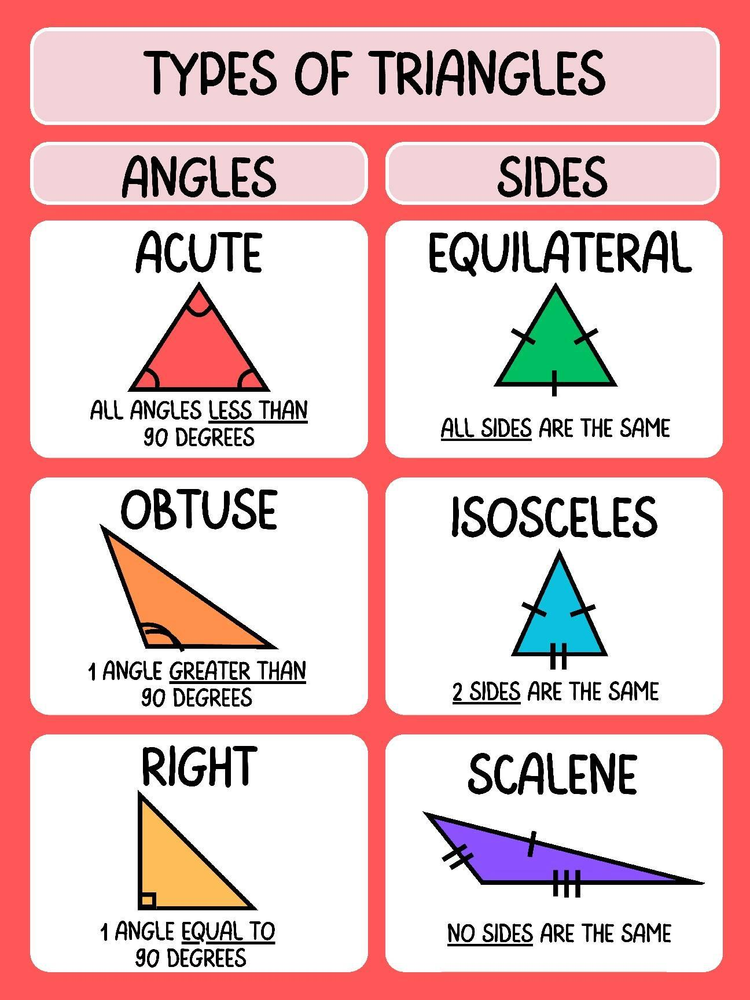 TYPES OF TRIANGLES
ANGLES
SIDES
ACUTE
ALL ANGLES LESS THAN
90 DEGREES
EQUILATERAL
ALL SIDES ARE THE SAME
OBTUSE
1 ANGLE GREATER THAN
90 DEGREES
ISOSCELES
2 SIDES ARE THE SAME
RIGHT
1 ANGLE EQUAL TO
90 DEGREES
SCALENE
NO SIDES ARE THE SAME